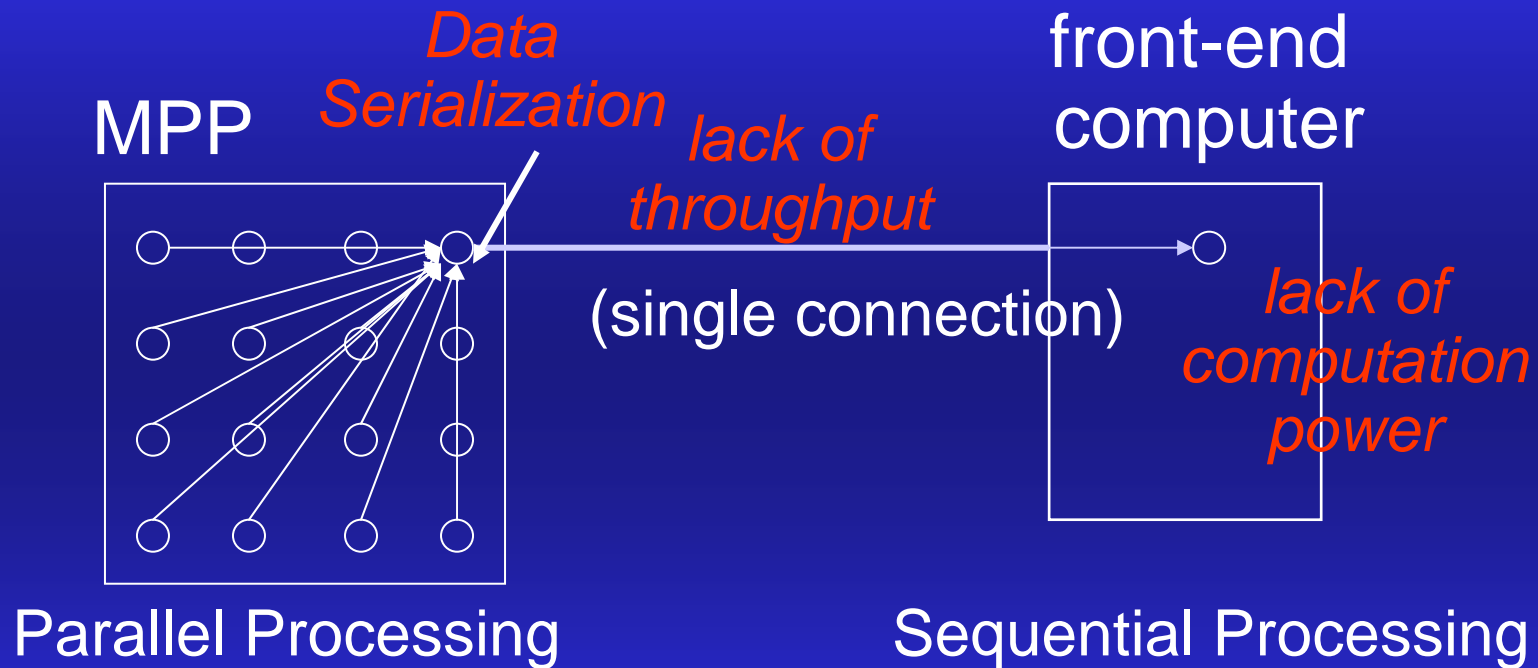 Data
Serialization
MPP
lack of
throughput
front-end
computer
(single connection)
lack of
computation
power
Parallel Processing
Sequential Processing